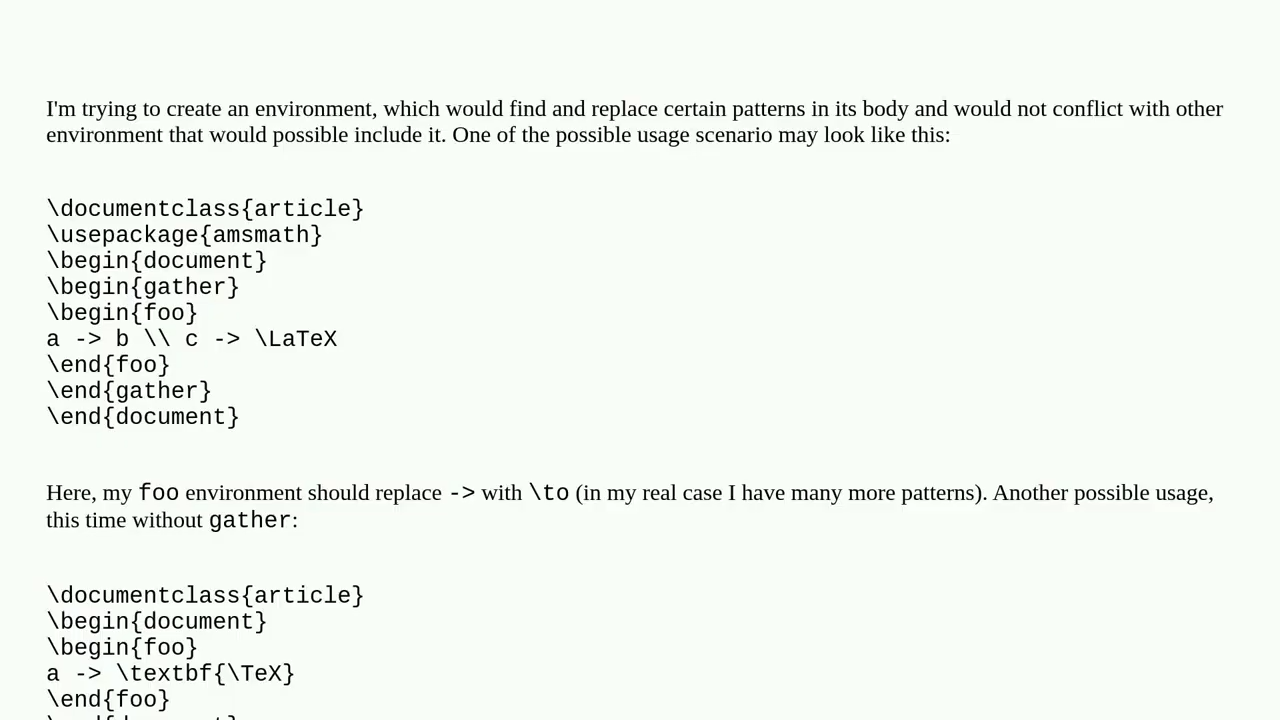 I'm trying to create an environment, which would find and replace certain patterns in its body and would not conflict with other
environment that would possible include it. One of the possible usage scenario may look like this:
\documentclass{article}
\usepackage{amsmath}
\begin{document}
\begin{gather}
\begin{foo}
a -> b \\ c -> \LaTeX
\end{foo}
\end{gather}
\end{document}
Here, my foo environment should replace -> with \to (in my real case I have many more patterns). Another possible usage,
this time without gather:
\documentclass{article}
\begin{document}
\begin{foo}
a -> \textbf{\TeX}
\end{foo}